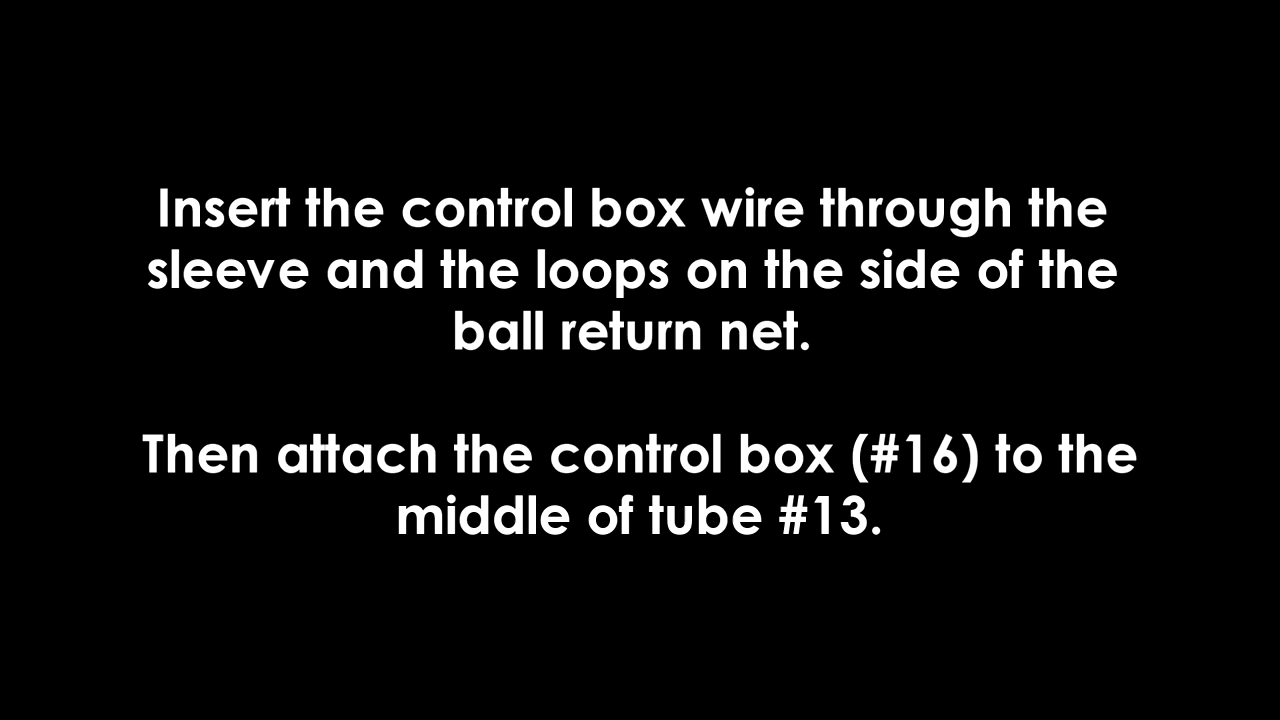 Insert the control box wire through the
sleeve and the loops on the side of the
ball return net.
Then attach the control box (#16) to the
middle of tube #13.